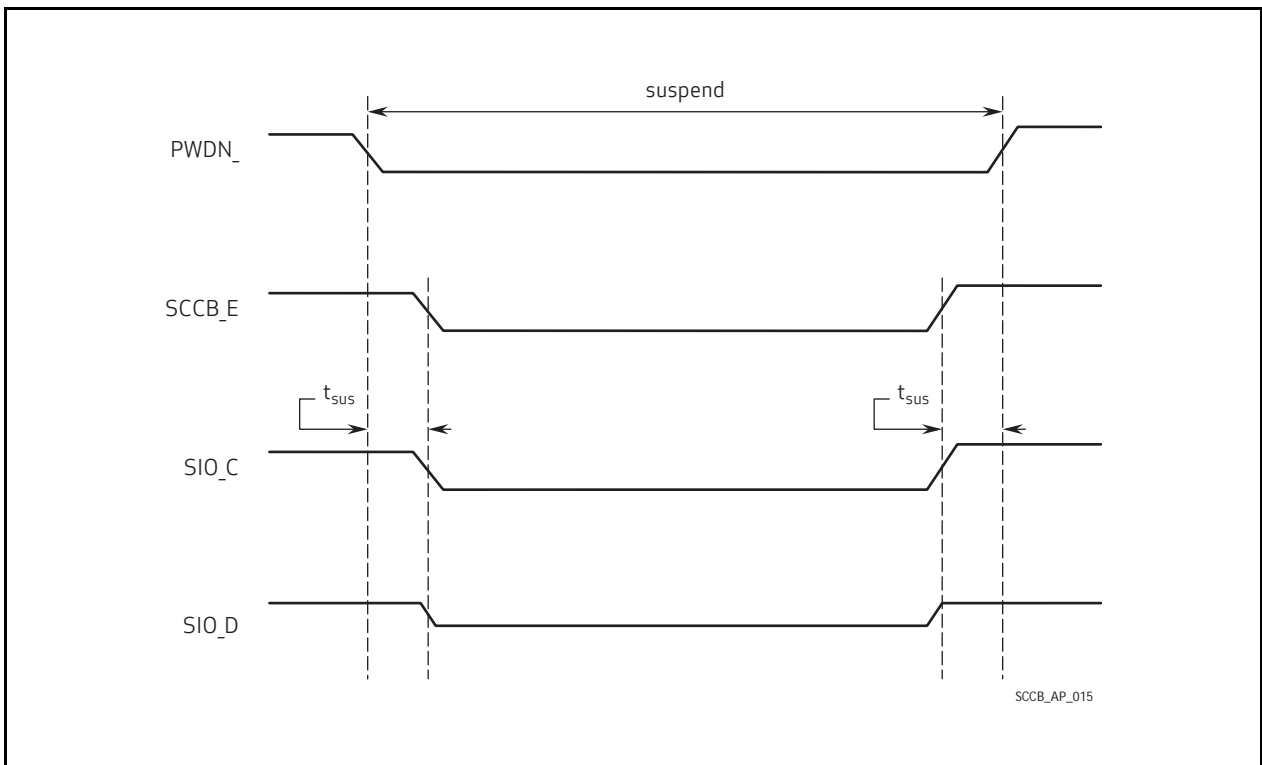 suspend
PWDN_
SCCB_E
tsus
tsus
SIO_C
SIO_D
SCCB_AP_015